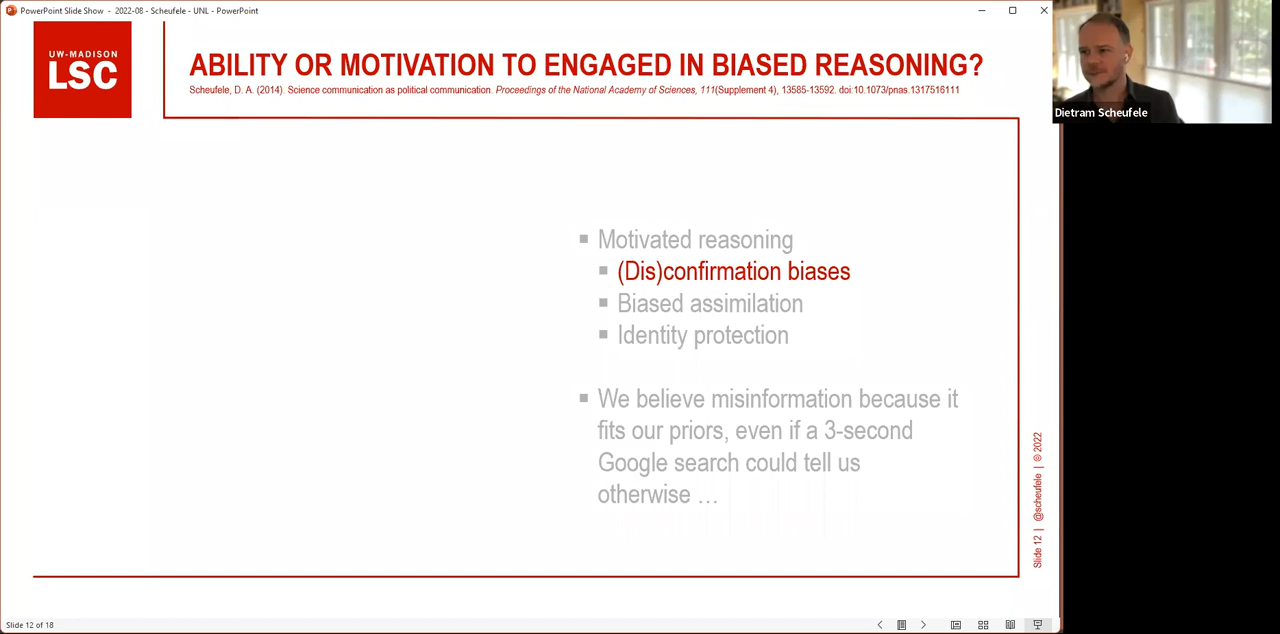 PowerPoint Slide Show - 2022-08 - Scheufele - UNL - PowerPoint
UW-MADISON
LSC
ABILITY OR MOTIVATION TO ENGAGED IN BIASED REASONING?
Scheufele, D. A. (2014). Science communication as political communication. Proceedings of the National Academy of Sciences, 111(Supplement 4), 13585-13592. doi:10.1073/pnas.1317516111
Dietram Scheufele
Motivated reasoning
(Dis)confirmation biases
Biased assimilation
Identity protection
We believe misinformation because it
fits our priors, even if a 3-second
Google search could tell us
otherwise …
Slide 12 | @scheufele | © 2022
Slide 12 of 18